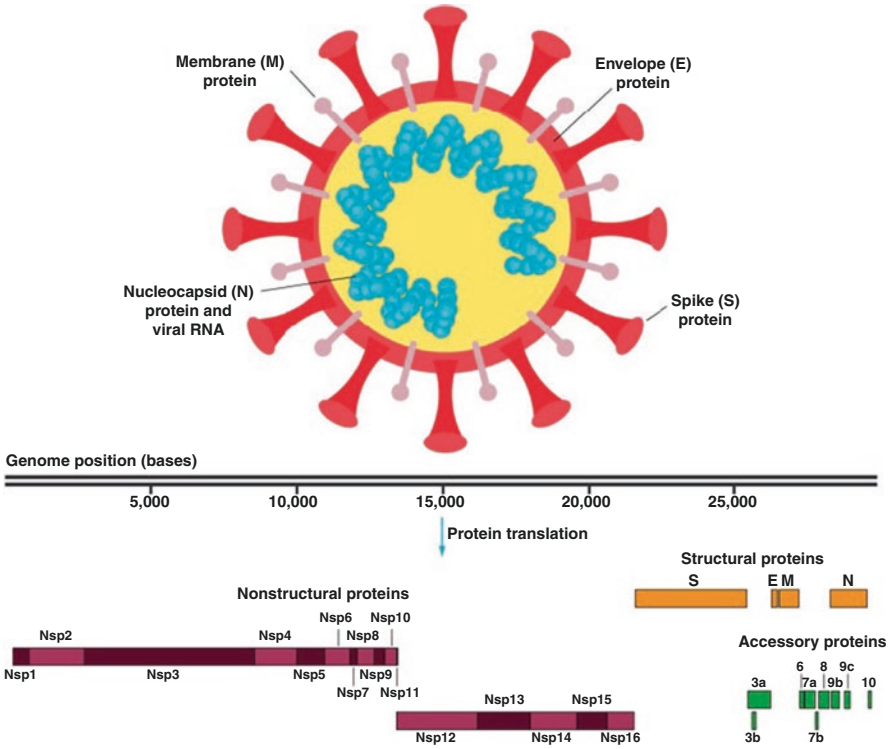 Membrane (M)
protein
Envelope (E)
protein
Nucleocapsid (N)
protein and
viral RNA
Spike (S)
protein
Genome position (bases)
5,000 10,000 15,000 20,000 25,000
Protein translation
Structural proteins
S E M N
Nonstructural proteins
Nsp6 Nsp10
Nsp2 Nsp4 Nsp8
Nsp1 Nsp3 Nsp5 Nsp9
Nsp7 Nsp11
Accessory proteins
6 8 9c
3a 7a 9b 10
3b 7b
Nsp13 Nsp15
Nsp12 Nsp14 Nsp16